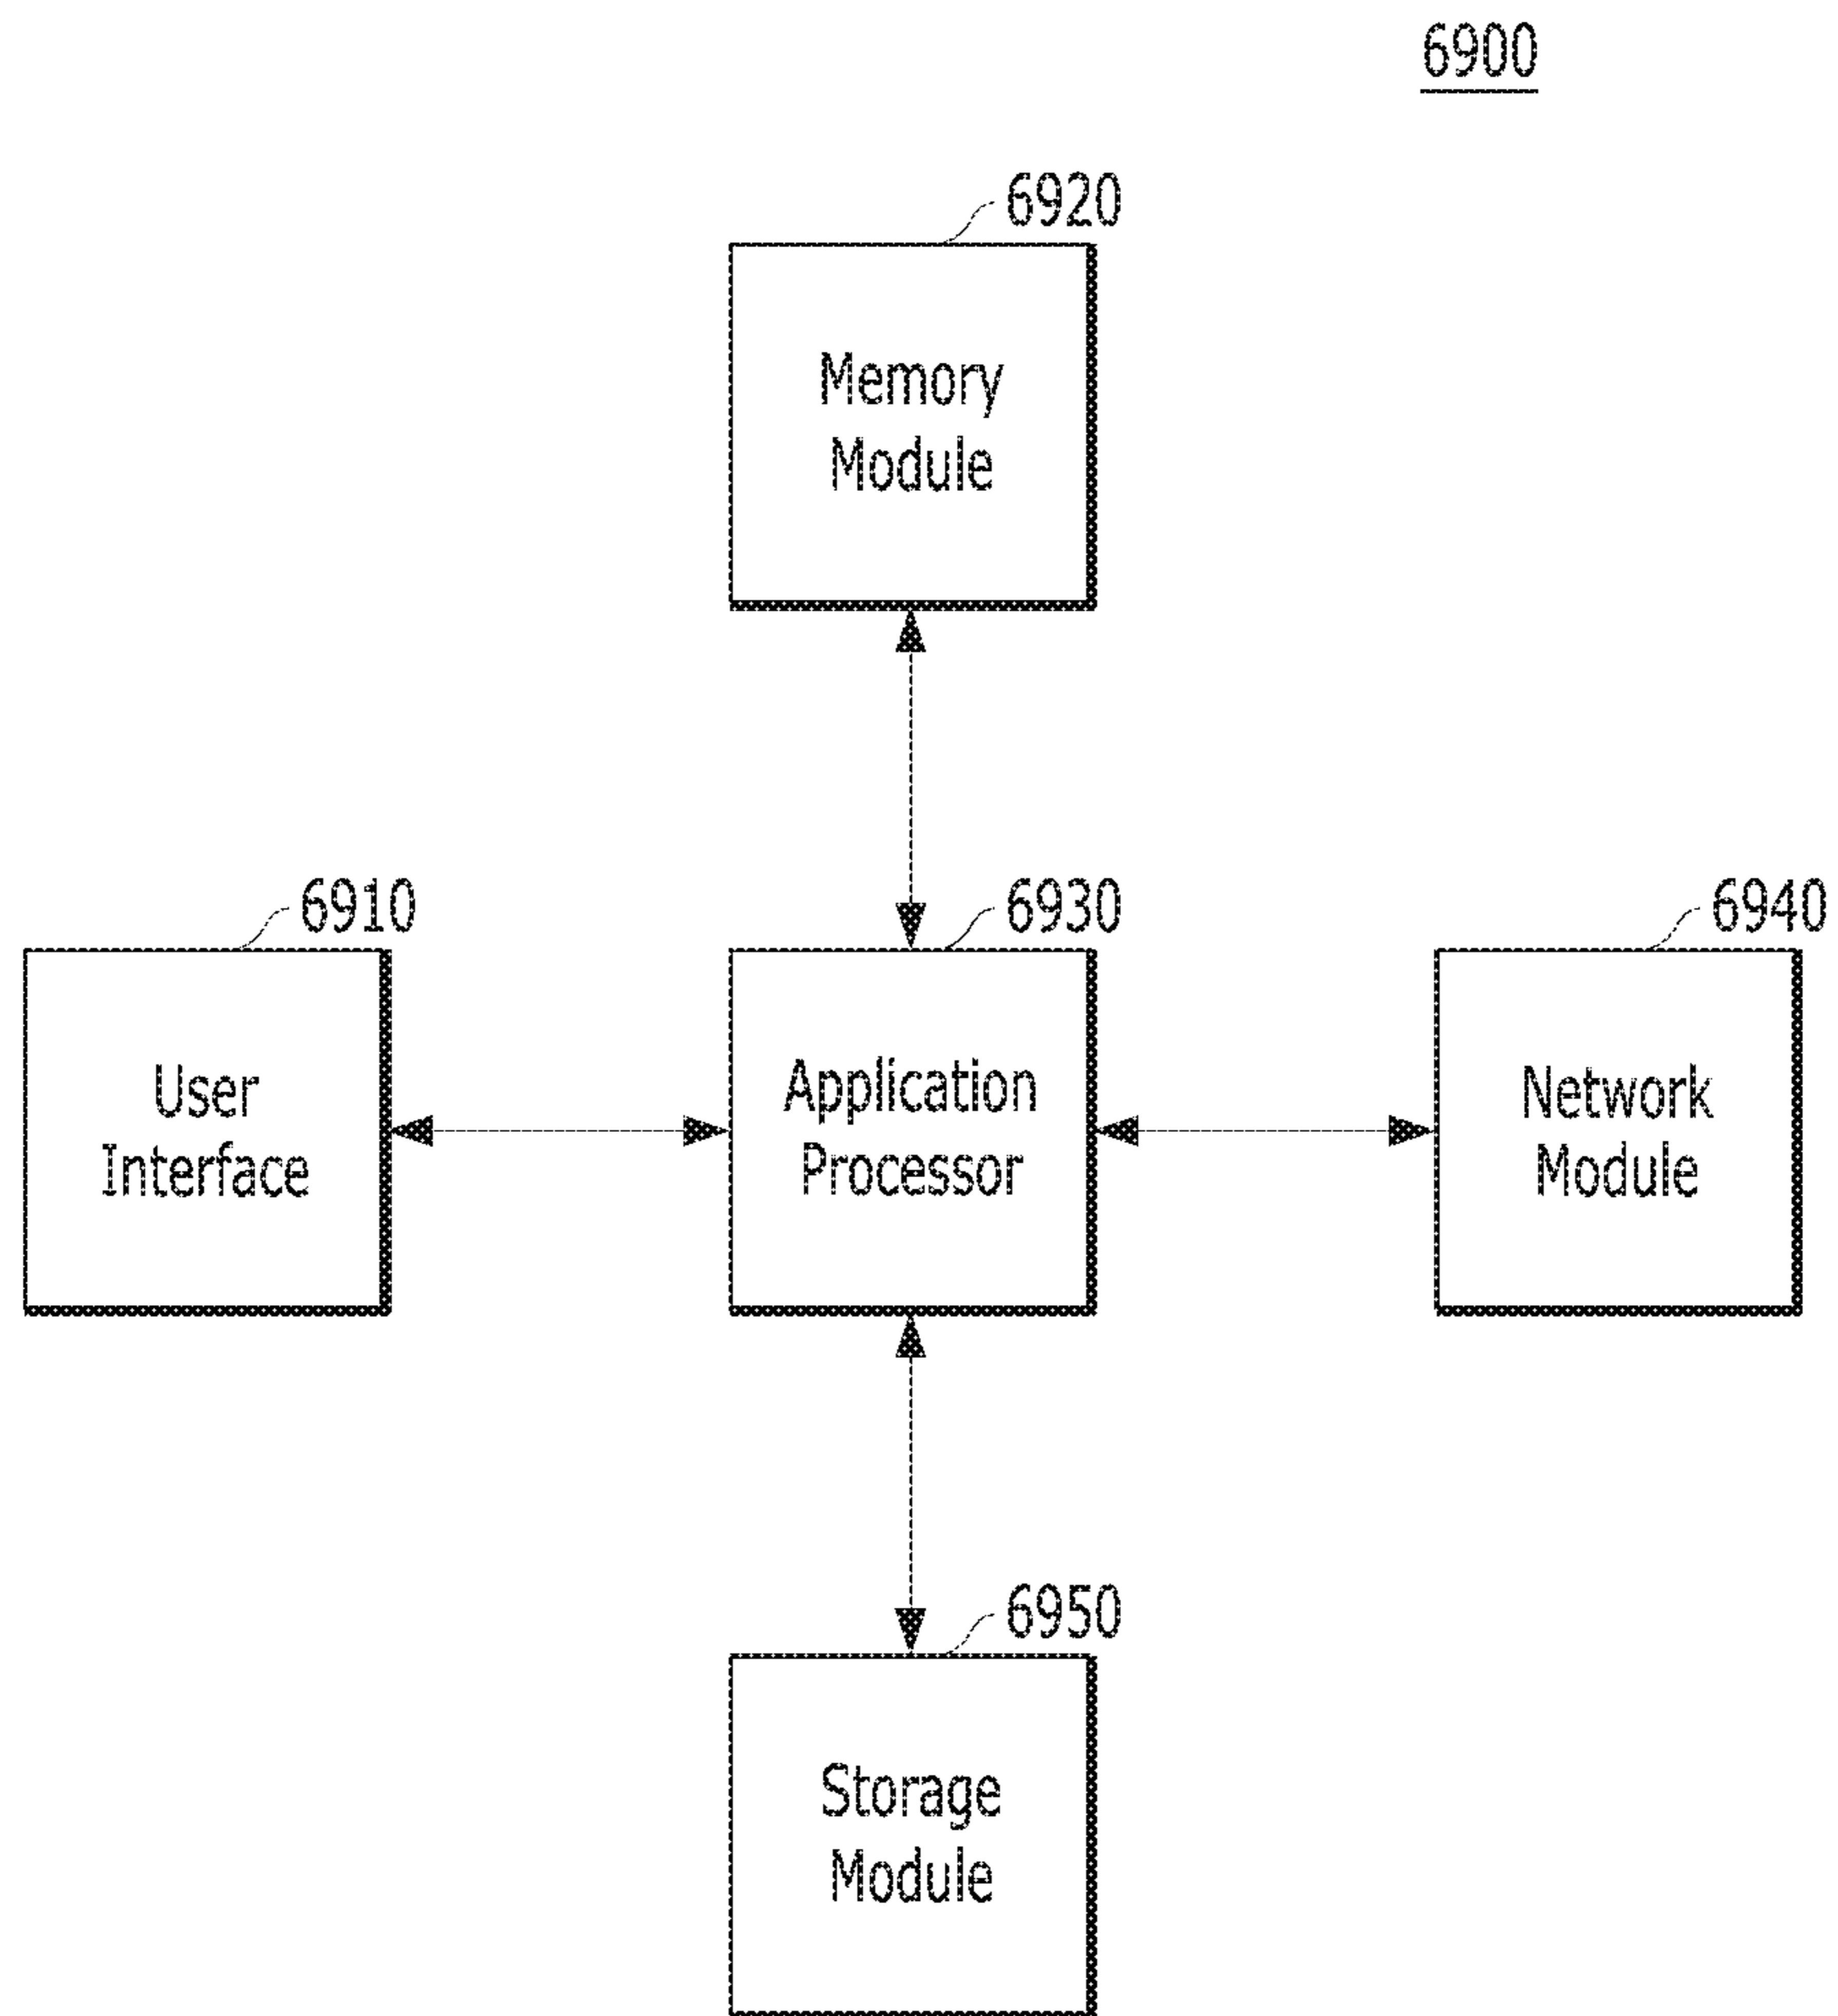 6900
6920
Memory
Module
6910
6930
6940
User
Interface
Application
Processor
Network
Module
6950
Storage
Module